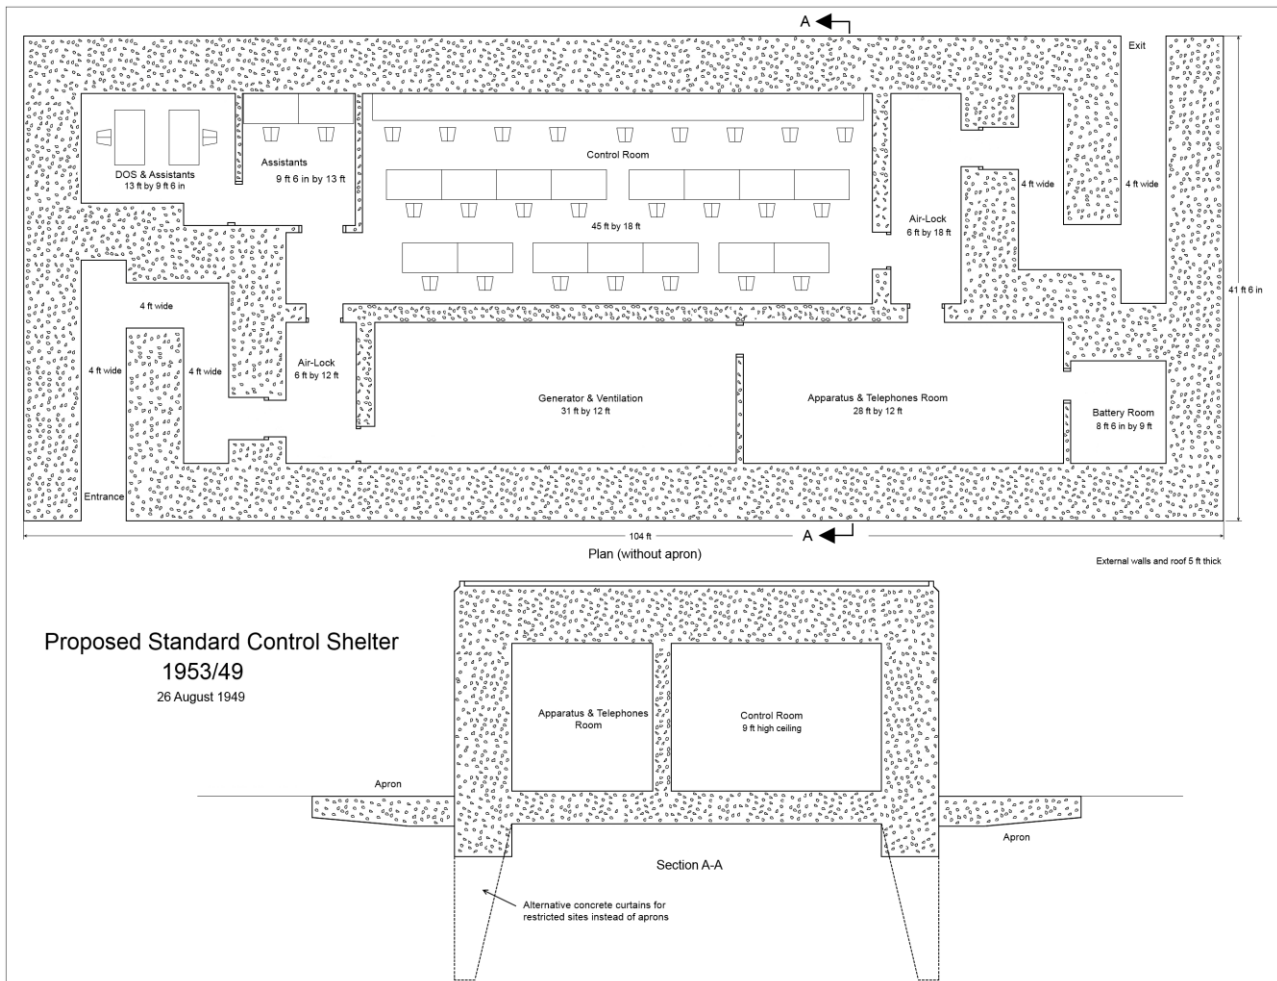 A
Exit
DOS & Assistants
13 ft by 9 ft 6 in
Assistants
9 ft 6 in by 13 ft
Control Room
45 ft by 18 ft
Air-Lock
6 ft by 18 ft
4 ft wide
4 ft wide
41 ft 6 in
4 ft wide
4 ft wide
4 ft wide
Air-Lock
6 ft by 12 ft
Generator & Ventilation
31 ft by 12 ft
Apparatus & Telephones Room
28 ft by 12 ft
Battery Room
8 ft 6 in by 9 ft
Entrance
104 ft
A
Plan (without apron)
External walls and roof 5 ft thick
Proposed Standard Control Shelter
1953/49
26 August 1949
Apparatus & Telephones
Room
Control Room
9 ft high ceiling
Apron
Apron
Section A-A
Alternative concrete curtains for
restricted sites instead of aprons